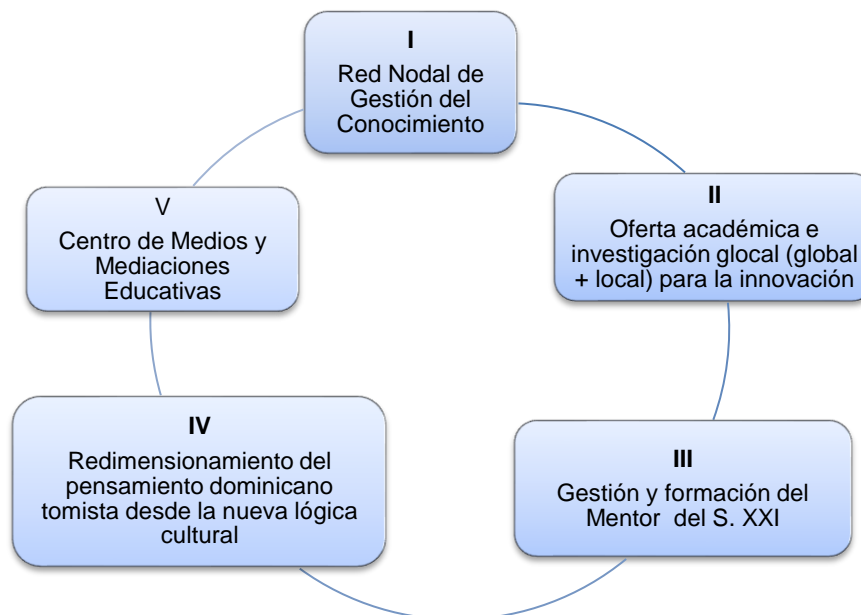 I
Red Nodal de
Gestión del
Conocimiento
II
Oferta académica e
investigación glocal (global
+ local) para la innovación
III
Gestión y formación del
Mentor del S. XXI
IV
Redimensionamiento del
pensamiento dominicano
tomista desde la nueva lógica
cultural
V
Centro de Medios y
Mediaciones
Educativas